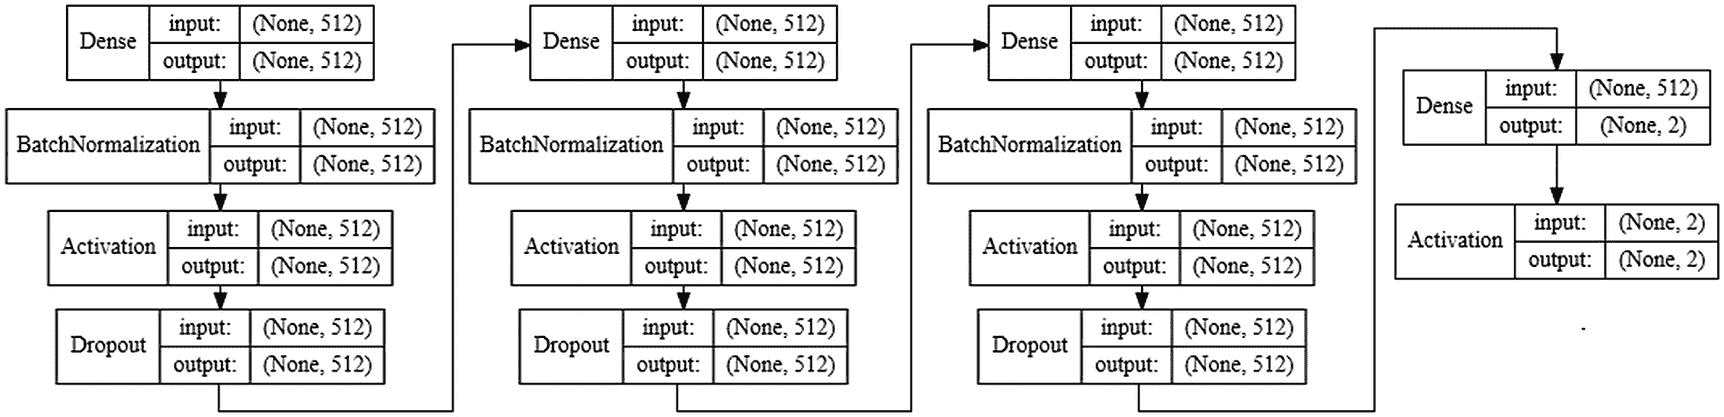 Dense input: (None, 512)
output: (None, 512)
BatchNormalization input: (None, 512)
output: (None, 512)
Activation input: (None, 512)
output: (None, 512)
Dropout input: (None, 512)
output: (None, 512)
Dense input: (None, 512)
output: (None, 512)
BatchNormalization input: (None, 512)
output: (None, 512)
Activation input: (None, 512)
output: (None, 512)
Dropout input: (None, 512)
output: (None, 512)
Dense input: (None, 512)
output: (None, 512)
BatchNormalization input: (None, 512)
output: (None, 512)
Activation input: (None, 512)
output: (None, 512)
Dropout input: (None, 512)
output: (None, 512)
Dense input: (None, 512)
output: (None, 2)
Activation input: (None, 2)
output: (None, 2)